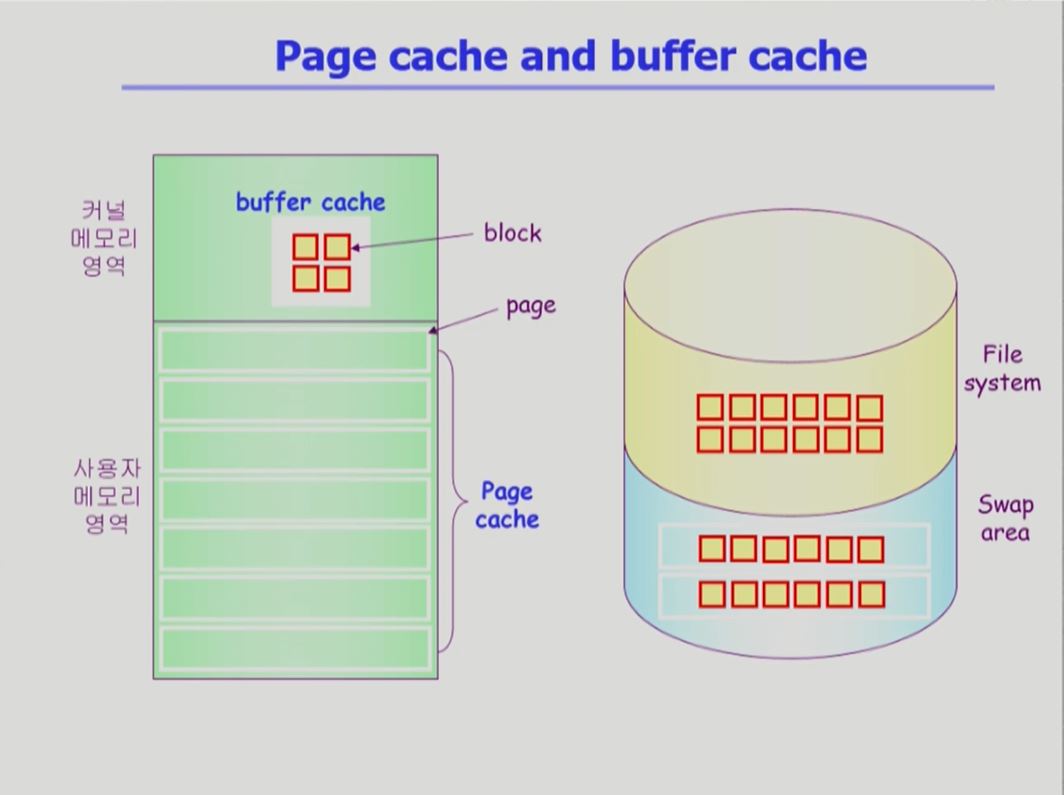 Page cache and buffer cache
커널
메모리
영역
buffer cache
block
page
사용자
메모리
영역
Page
cache
File
system
Swap
area